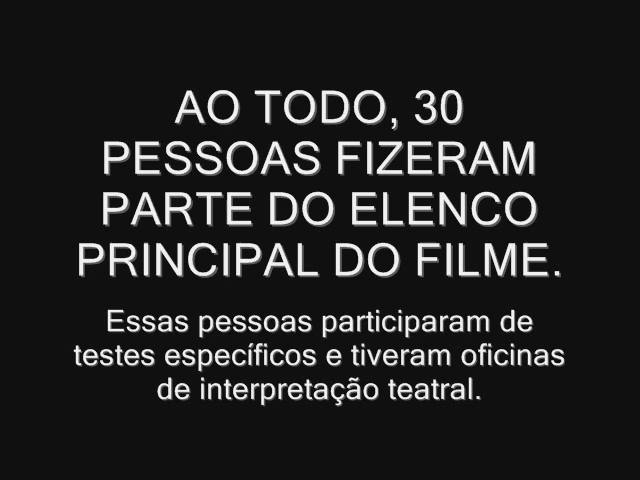 AO TODO, 30
PESSOAS FIZERAM
PARTE DO ELENCO
PRINCIPAL DO FILME.
Essas pessoas participaram de
testes específicos e tiveram oficinas
de interpretação teatral.